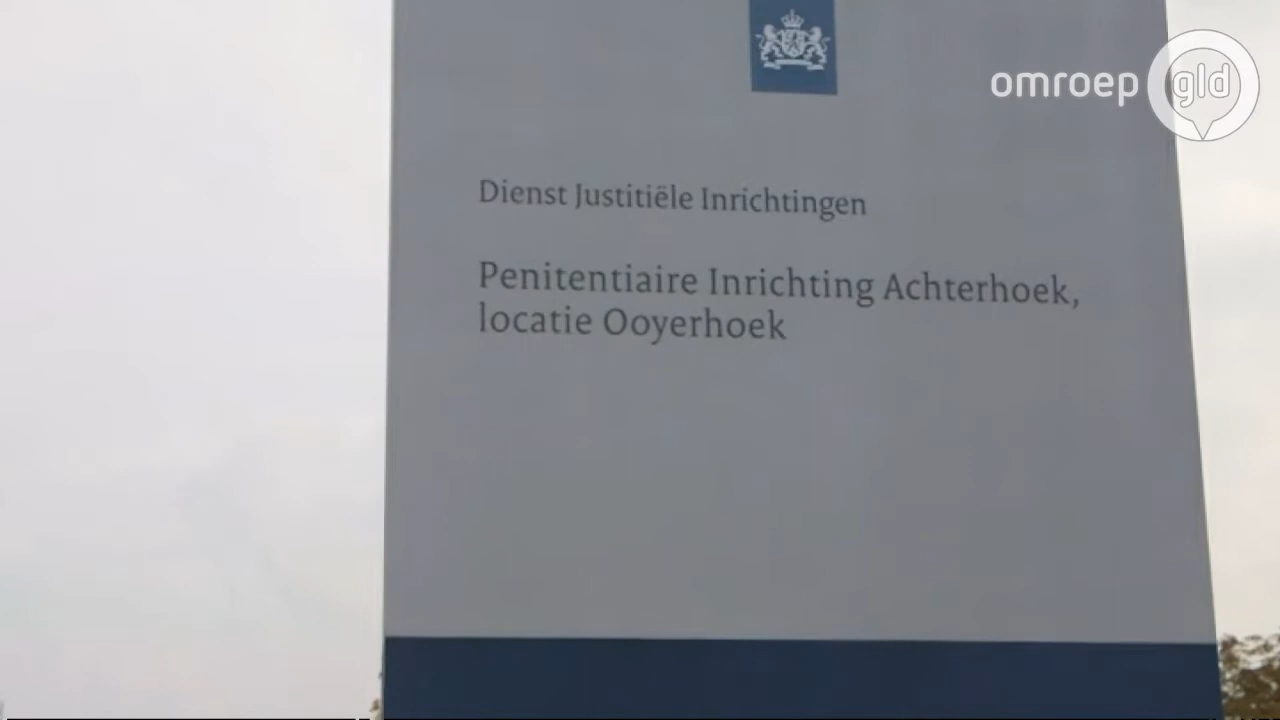 omroep gld
Dienst Justitiële Inrichtingen
Penitentiaire Inrichting Achterhoek,
locatie Ooyerhoek